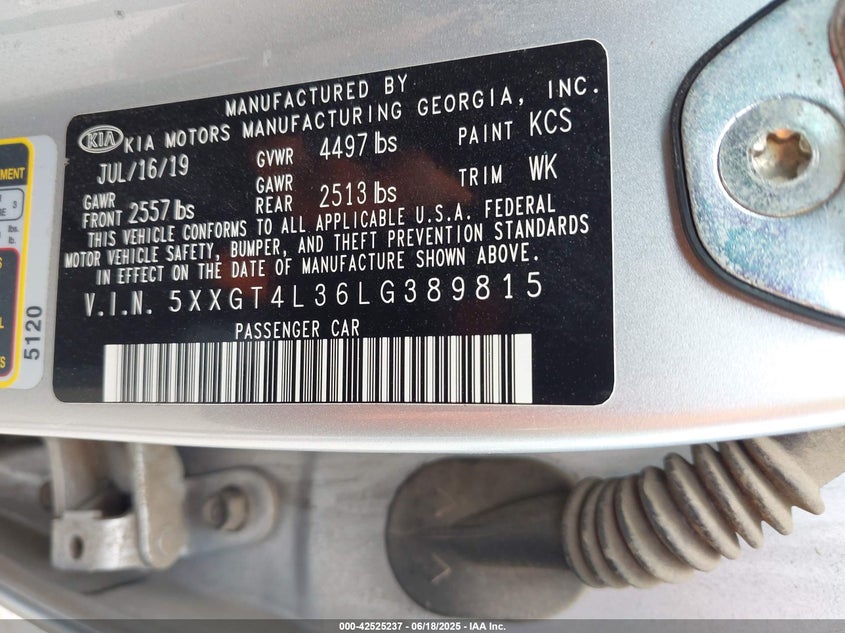 MANUFACTURED BY
KIA KIA MOTORS MANUFACTURING GEORGIA, INC.
JUL/16/19 GVWR 4497 lbs PAINT KCS
GAWR FRONT 2557 lbs GAWR REAR 2513 lbs TRIM WK
THIS VEHICLE CONFORMS TO ALL APPLICABLE U.S.A. FEDERAL
MOTOR VEHICLE SAFETY, BUMPER, AND THEFT PREVENTION STANDARDS
IN EFFECT ON THE DATE OF MANUFACTURE SHOWN ABOVE.
V.I.N. 5XXGT4L36LG389815
PASSENGER CAR
5120
000-42525237 - 06/18/2025 - IAA Inc.